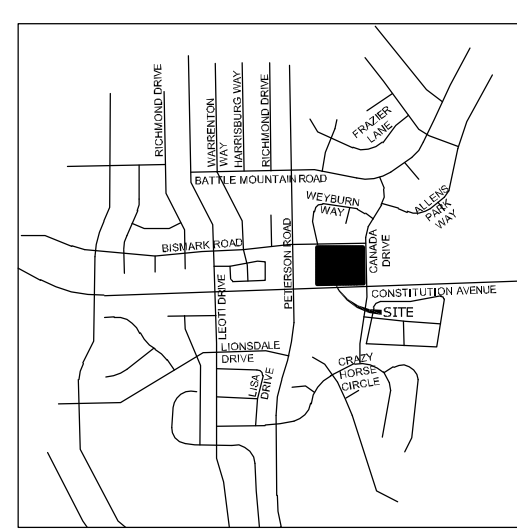 RICHMOND DRIVE
WARRENTON
WAY
HARRISBURG WAY
RICHMOND DRIVE
FRAZIER
LANE
BATTLE MOUNTAIN ROAD
WEYBURN
WAY
ALLENS
PARK
WAY
BISMARK ROAD
PETERSON ROAD
CANADA
DRIVE
CONSTITUTION AVENUE
LEOTI DRIVE
SITE
LIONSDALE
DRIVE
LISA
DRIVE
CRAZY
HORSE
CIRCLE